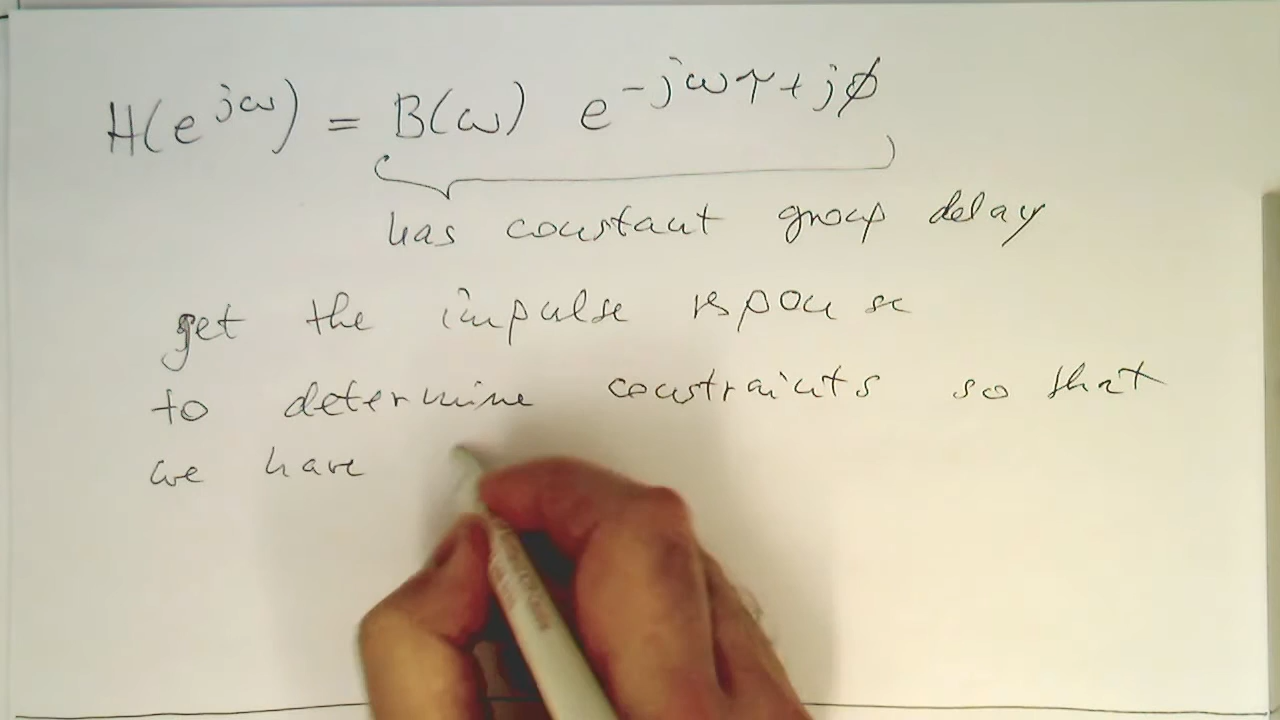 H(e^{jω}) = B(ω) e^{-jωτ+jϕ}
has constant group delay
get the impulse response
to determine constraints so that
we have